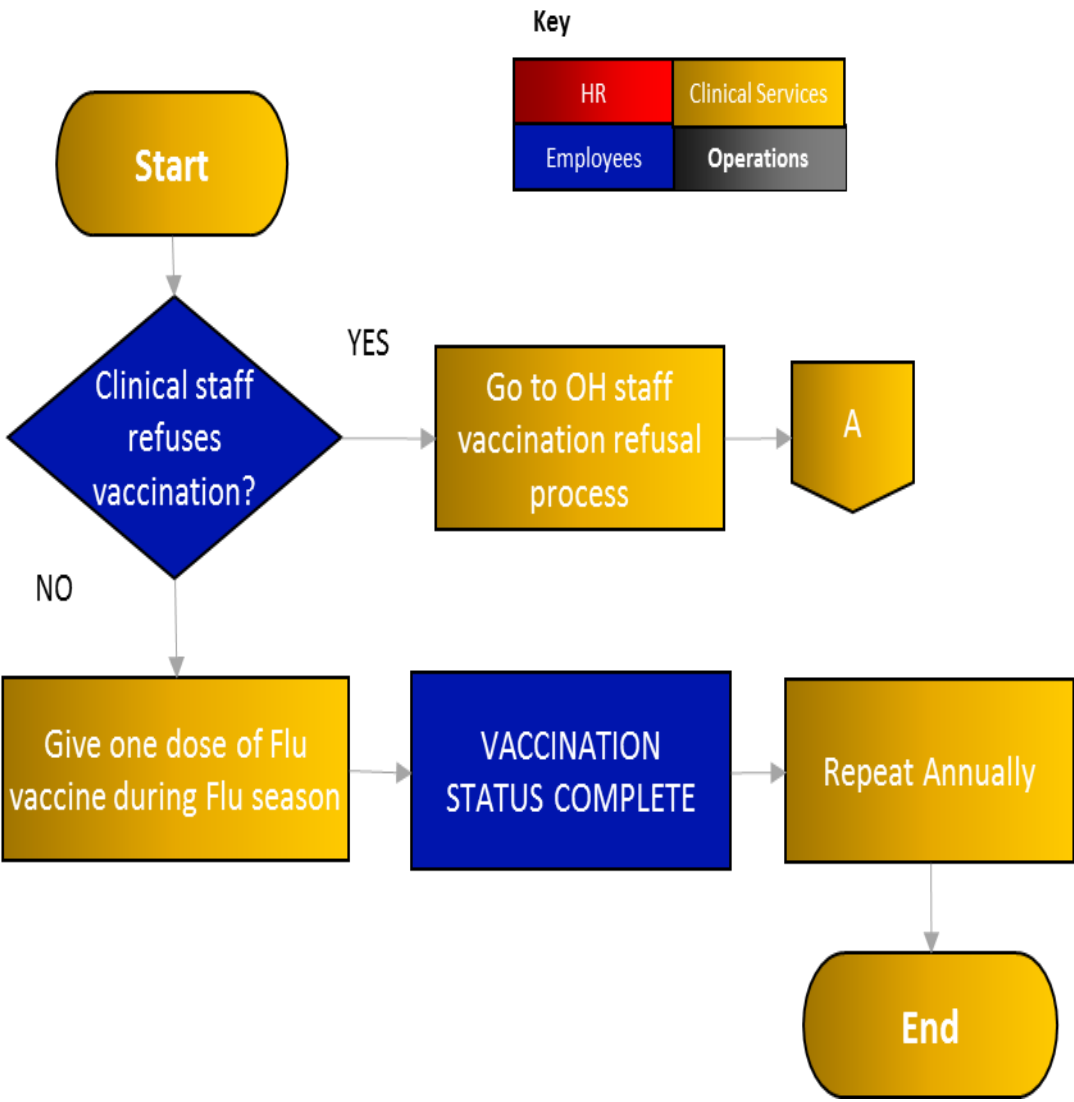 Key
HR
Clinical Services
Employees
Operations
Start
Clinical staff
refuses
vaccination?
YES
Go to OH staff
vaccination refusal
process
A
NO
Give one dose of Flu
vaccine during Flu season
VACCINATION
STATUS COMPLETE
Repeat Annually
End